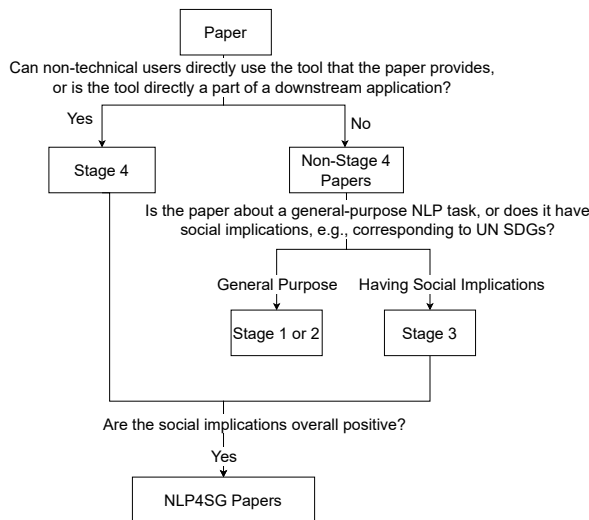 Paper
Can non-technical users directly use the tool that the paper provides,
or is the tool directly a part of a downstream application?
Yes
No
Stage 4
Non-Stage 4
Papers
Is the paper about a general-purpose NLP task, or does it have
social implications, e.g., corresponding to UN SDGs?
General Purpose
Having Social Implications
Stage 1 or 2
Stage 3
Are the social implications overall positive?
Yes
NLP4SG Papers